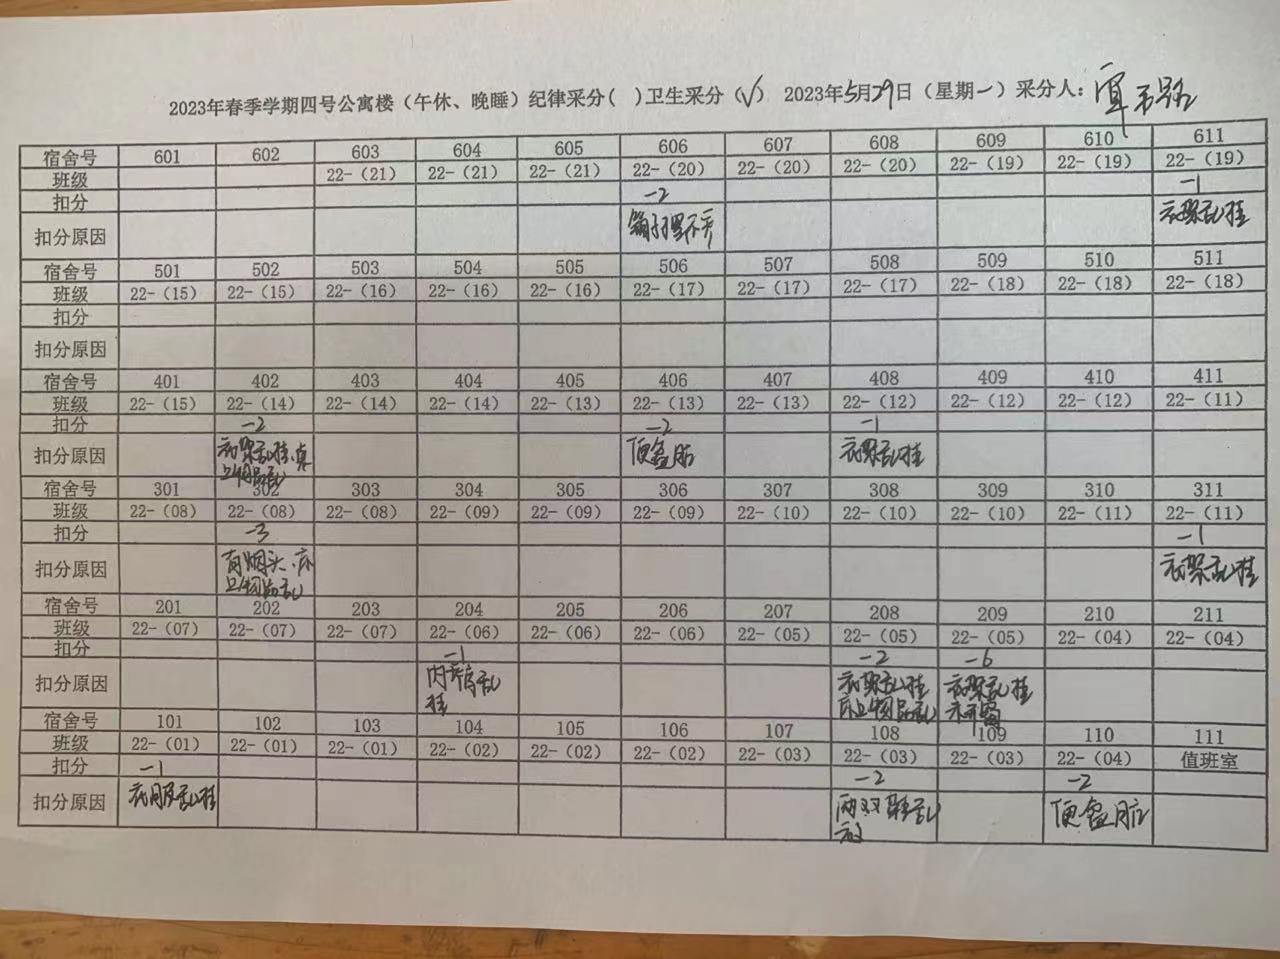 2023年春季学期四号公寓楼（午休、晚睡）纪律采分（ ）卫生采分（√） 2023年5月29日（星期一）采分人：
宿舍号 601 602 603 604 605 606 607 608 609 610 611
班级 22-（21） 22-（21） 22-（21） 22-（20） 22-（20） 22-（20） 22-（19） 22-（19） 22-（19）
扣分 -2 -1
扣分原因 衣架乱挂
宿舍号 501 502 503 504 505 506 507 508 509 510 511
班级 22-（15） 22-（15） 22-（16） 22-（16） 22-（16） 22-（17） 22-（17） 22-（17） 22-（18） 22-（18） 22-（18）
扣分
扣分原因
宿舍号 401 402 403 404 405 406 407 408 409 410 411
班级 22-（15） 22-（14） 22-（14） 22-（14） 22-（13） 22-（13） 22-（13） 22-（12） 22-（12） 22-（12） 22-（11）
扣分 -2 -2 -1
扣分原因 衣架乱挂、桌上物品乱 便盆脏 衣架乱挂
宿舍号 301 302 303 304 305 306 307 308 309 310 311
班级 22-（08） 22-（08） 22-（08） 22-（09） 22-（09） 22-（09） 22-（10） 22-（10） 22-（10） 22-（11） 22-（11）
扣分 -3 -1
扣分原因 有烟头、床上物品乱 衣架乱挂
宿舍号 201 202 203 204 205 206 207 208 209 210 211
班级 22-（07） 22-（07） 22-（07） 22-（06） 22-（06） 22-（06） 22-（05） 22-（05） 22-（05） 22-（04） 22-（04）
扣分 -1 -2 -6
扣分原因 乱挂 衣架乱挂 床上物品乱 衣架乱挂
宿舍号 101 102 103 104 105 106 107 108 109 110 111
班级 22-（01） 22-（01） 22-（01） 22-（02） 22-（02） 22-（02） 22-（03） 22-（03） 22-（03） 22-（04） 值班室
扣分 -1 -2 -2
扣分原因 衣服乱挂 两双鞋乱放 便盆脏